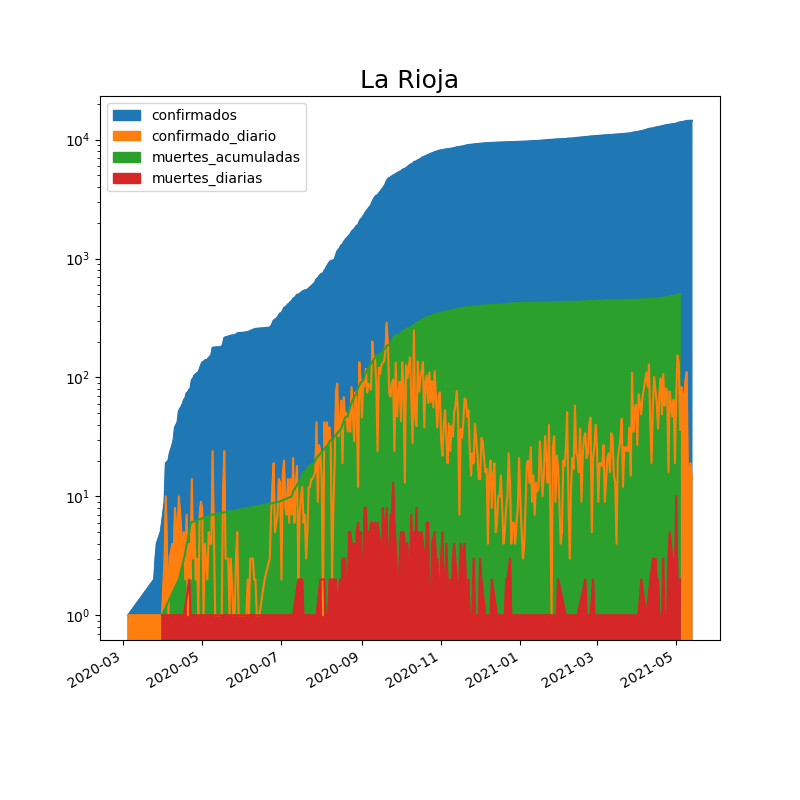 La Rioja
confirmados
confirmado_diario
muertes_acumuladas
muertes_diarias
10^4
10^3
10^2
10^1
10^0
2020-03
2020-05
2020-07
2020-09
2020-11
2021-01
2021-03
2021-05